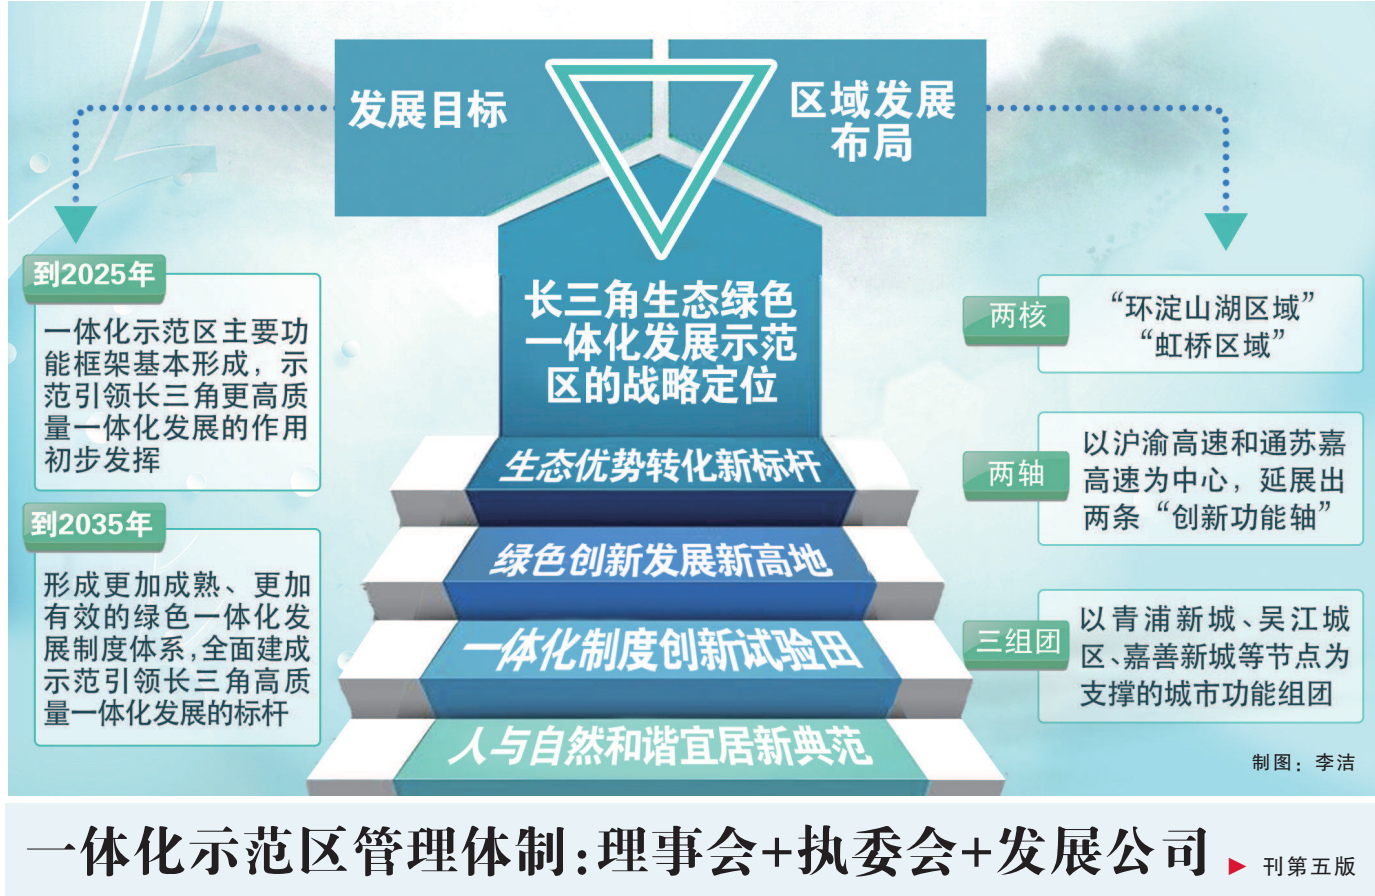 发展目标
区域发展
布局
长三角生态绿色
一体化发展示范
区的战略定位
生态优势转化新标杆
绿色创新发展新高地
一体化制度创新试验田
人与自然和谐宜居新典范
到2025年
一体化示范区主要功
能框架基本形成，示
范引领长三角更高质
量一体化发展的作用
初步发挥
到2035年
形成更加成熟、更加
有效的绿色一体化发
展制度体系,全面建成
示范引领长三角高质
量一体化发展的标杆
两核
“环淀山湖区域”
“虹桥区域”
两轴
以沪渝高速和通苏嘉
高速为中心，延展出
两条“创新功能轴”
三组团
以青浦新城、吴江城
区、嘉善新城等节点为
支撑的城市功能组团
制图：李洁
一体化示范区管理体制:理事会+执委会+发展公司
刊第五版